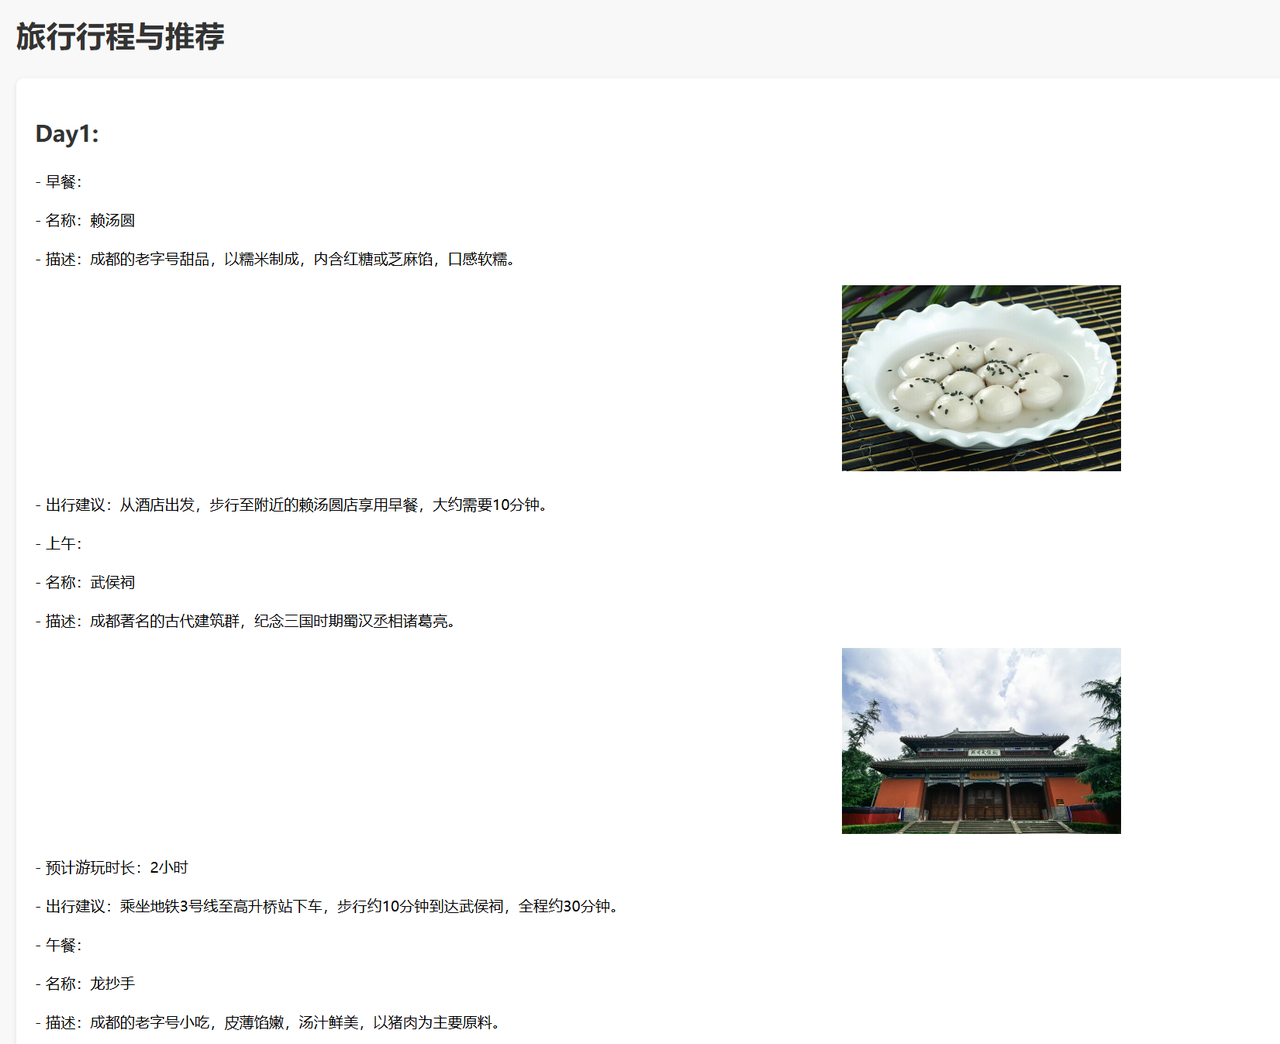 旅行行程与推荐
Day1:
- 早餐：
- 名称：赖汤圆
- 描述：成都的老字号甜品，以糯米制成，内含红糖或芝麻馅，口感软糯。
- 出行建议：从酒店出发，步行至附近的赖汤圆店享用早餐，大约需要10分钟。
- 上午：
- 名称：武侯祠
- 描述：成都著名的古代建筑群，纪念三国时期蜀汉丞相诸葛亮。
- 预计游玩时长：2小时
- 出行建议：乘坐地铁3号线至高升桥站下车，步行约10分钟到达武侯祠，全程约30分钟。
- 午餐：
- 名称：龙抄手
- 描述：成都的老字号小吃，皮薄馅嫩，汤汁鲜美，以猪肉为主要原料。